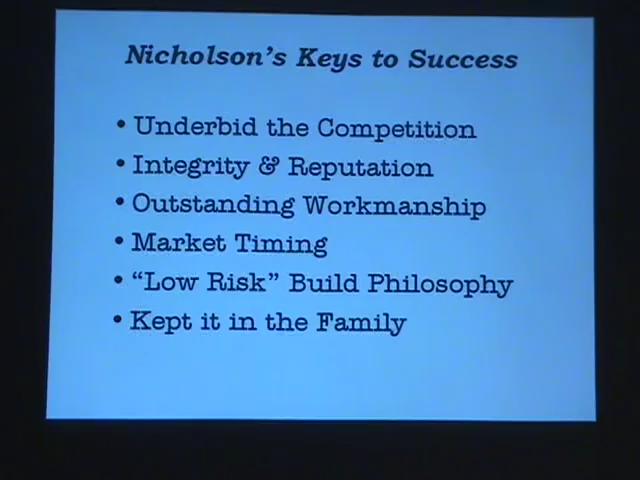 Nicholson's Keys to Success
• Underbid the Competition
• Integrity & Reputation
• Outstanding Workmanship
• Market Timing
• “Low Risk” Build Philosophy
• Kept it in the Family